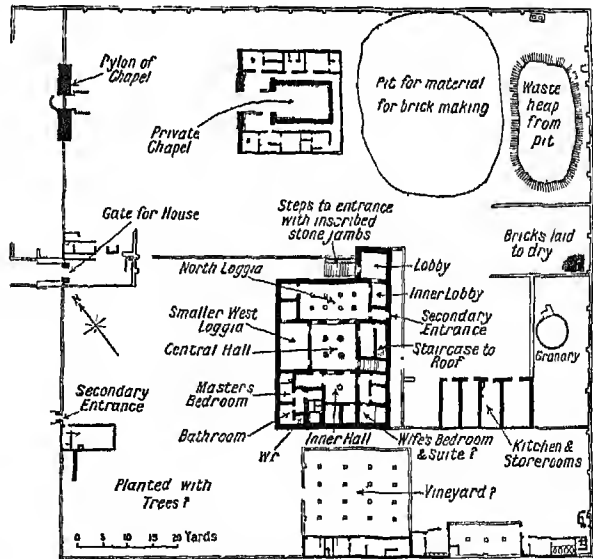 Pylon of
Chapel
Private
Chapel
Pit for material
for brick making
Waste
heap
from
pit
Steps to entrance
with inscribed
stone jambs
Gate for House
North Loggia
Lobby
Inner Lobby
Bricks laid
to dry
Smaller West
Loggia
Central Hall
Secondary
Entrance
Staircase to
Roof
Granary
N
Secondary
Entrance
Master's
Bedroom
Bathroom
Inner Hall
Wife's Bedroom
& suite ?
Kitchen &
Storerooms
Planted with
Trees ?
Vineyard ?
0 5 10 15 20 Yards